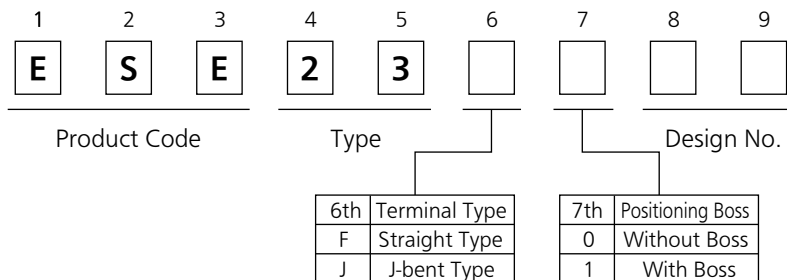 1 2 3 4 5 6 7 8 9
E S E 2 3
Product Code Type Design No.
6th Terminal Type
F Straight Type
J J-bent Type
7th Positioning Boss
0 Without Boss
1 With Boss